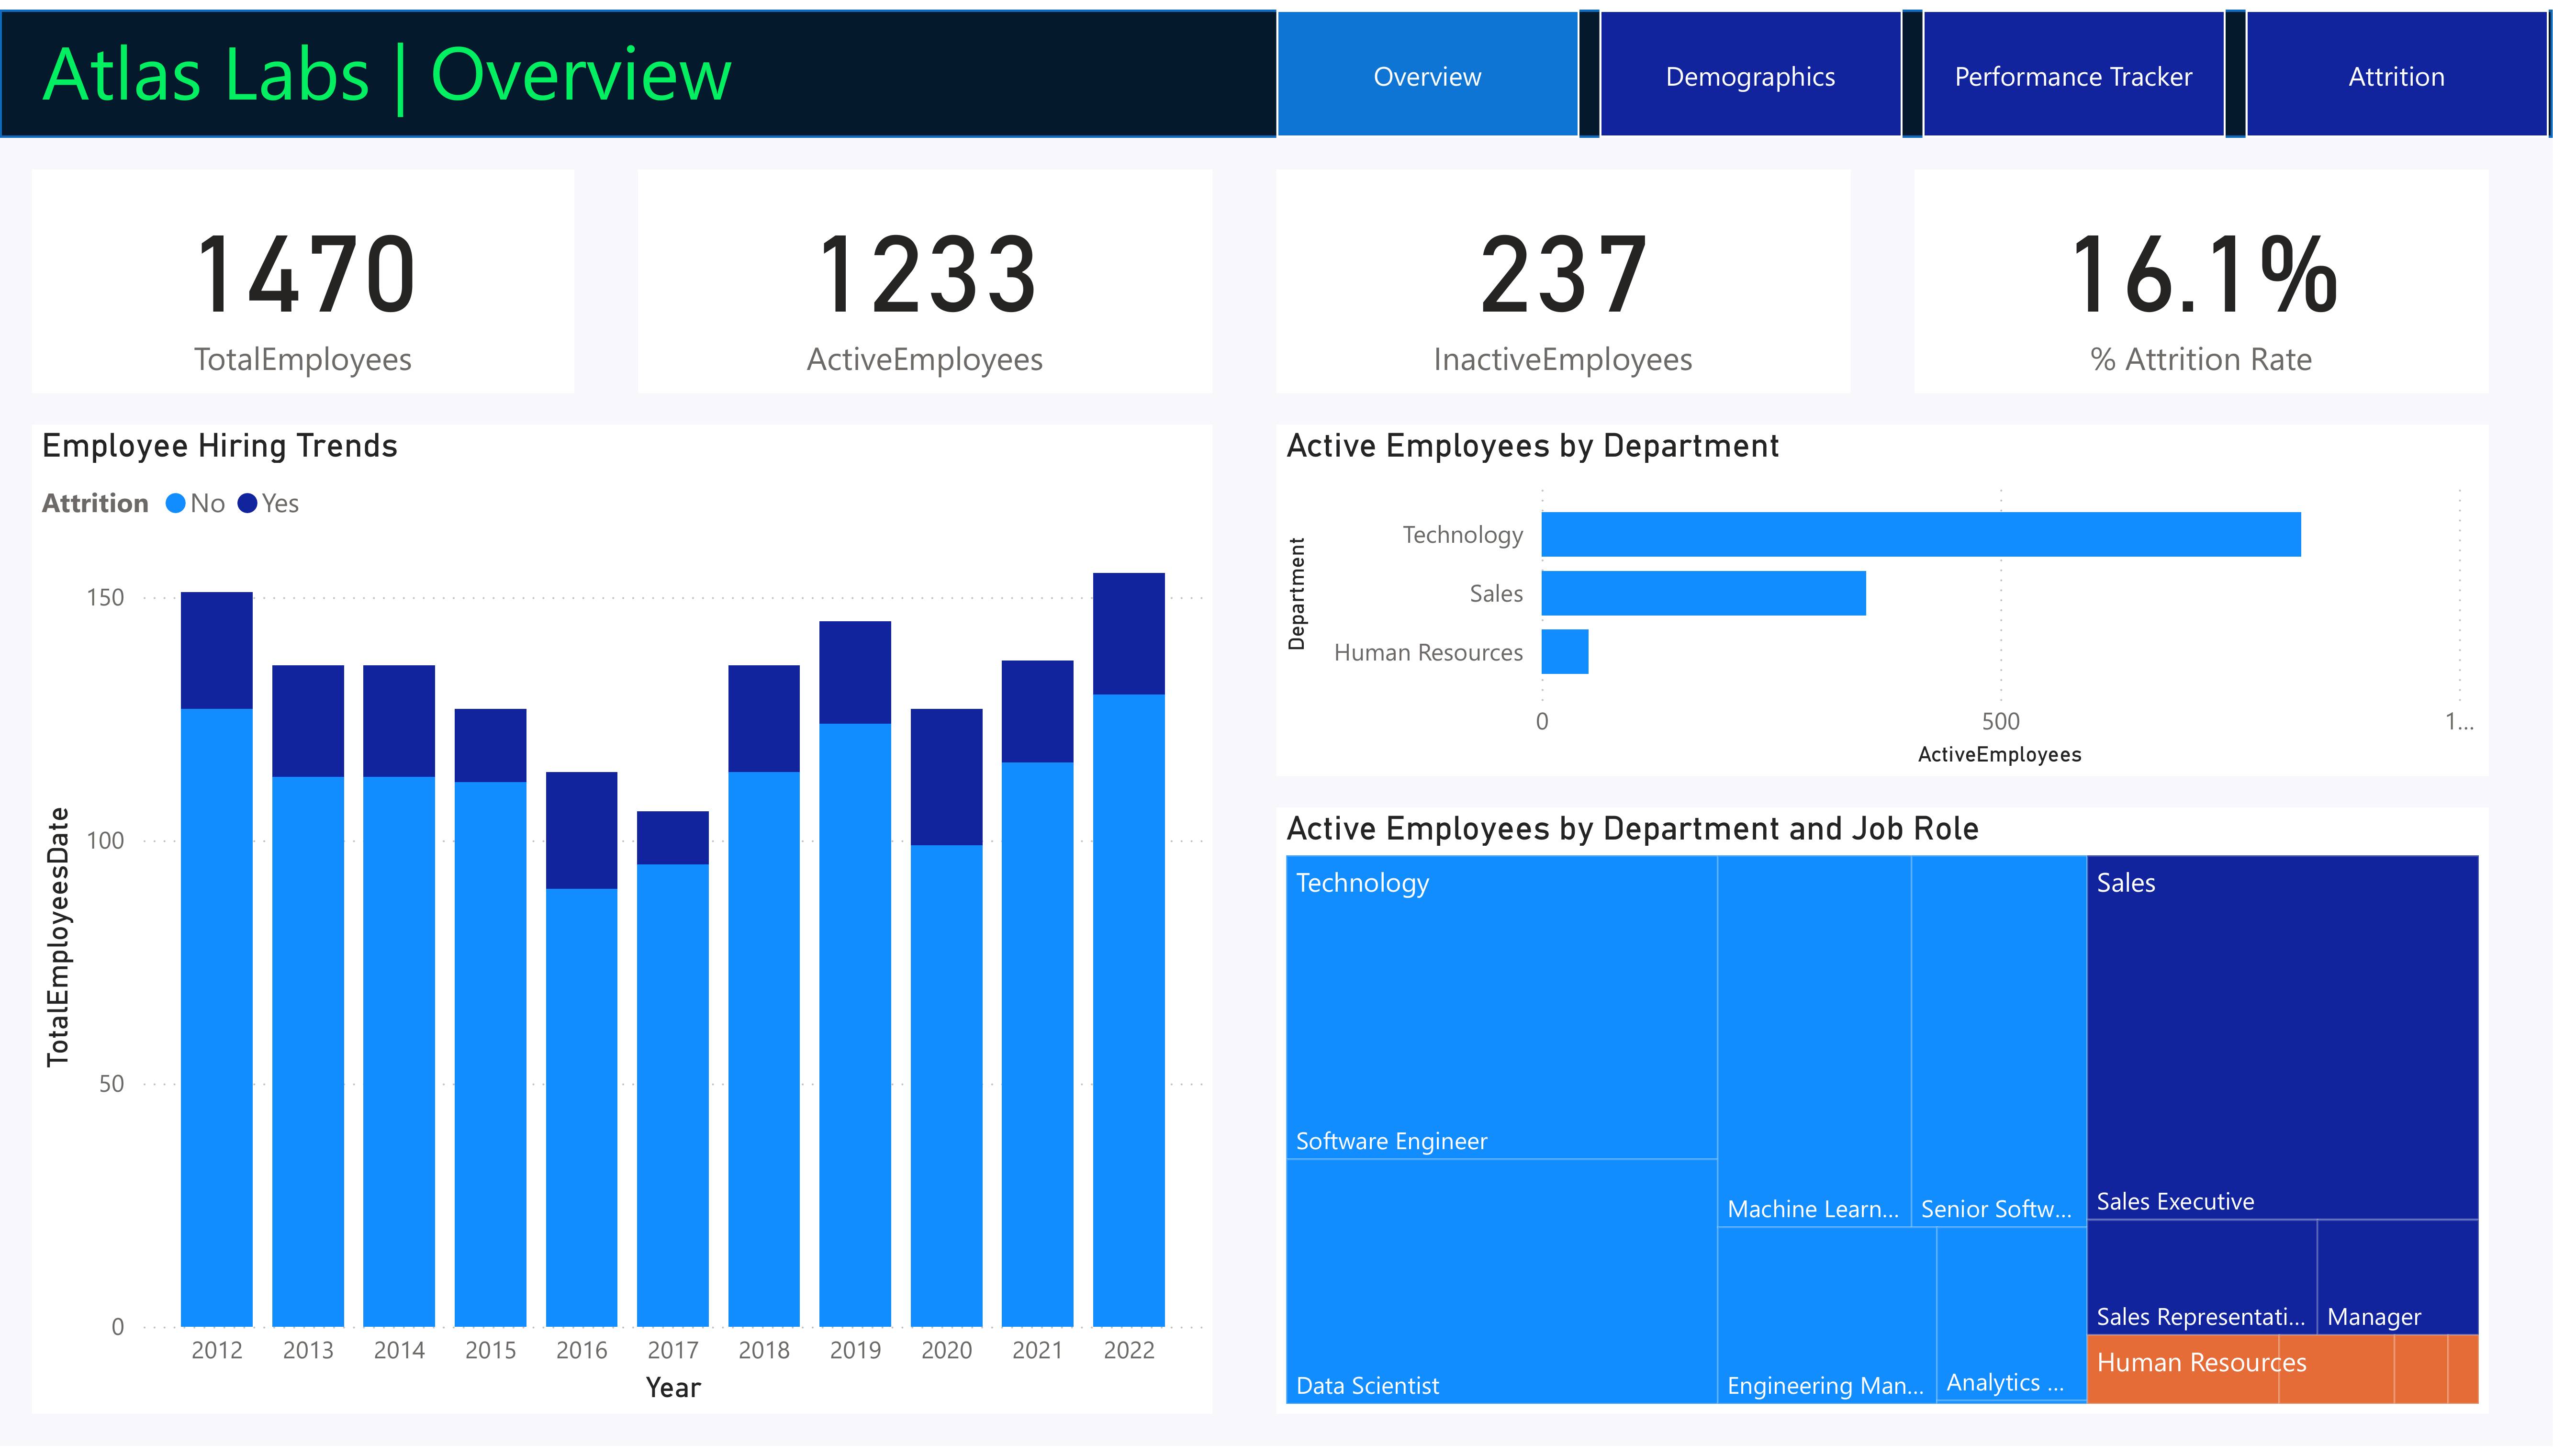 Atlas Labs | Overview
Overview
Demographics
Performance Tracker
Attrition
1470
TotalEmployees
1233
ActiveEmployees
237
InactiveEmployees
16.1%
% Attrition Rate
Employee Hiring Trends
Attrition No Yes
TotalEmployeesDate
150
100
50
0
2012 2013 2014 2015 2016 2017 2018 2019 2020 2021 2022
Year
Active Employees by Department
Department
Technology
Sales
Human Resources
0 500 1...
ActiveEmployees
Active Employees by Department and Job Role
Technology
Software Engineer
Data Scientist
Machine Learn...
Senior Softw...
Engineering Man...
Analytics ...
Sales
Sales Executive
Sales Representati...
Manager
Human Resources